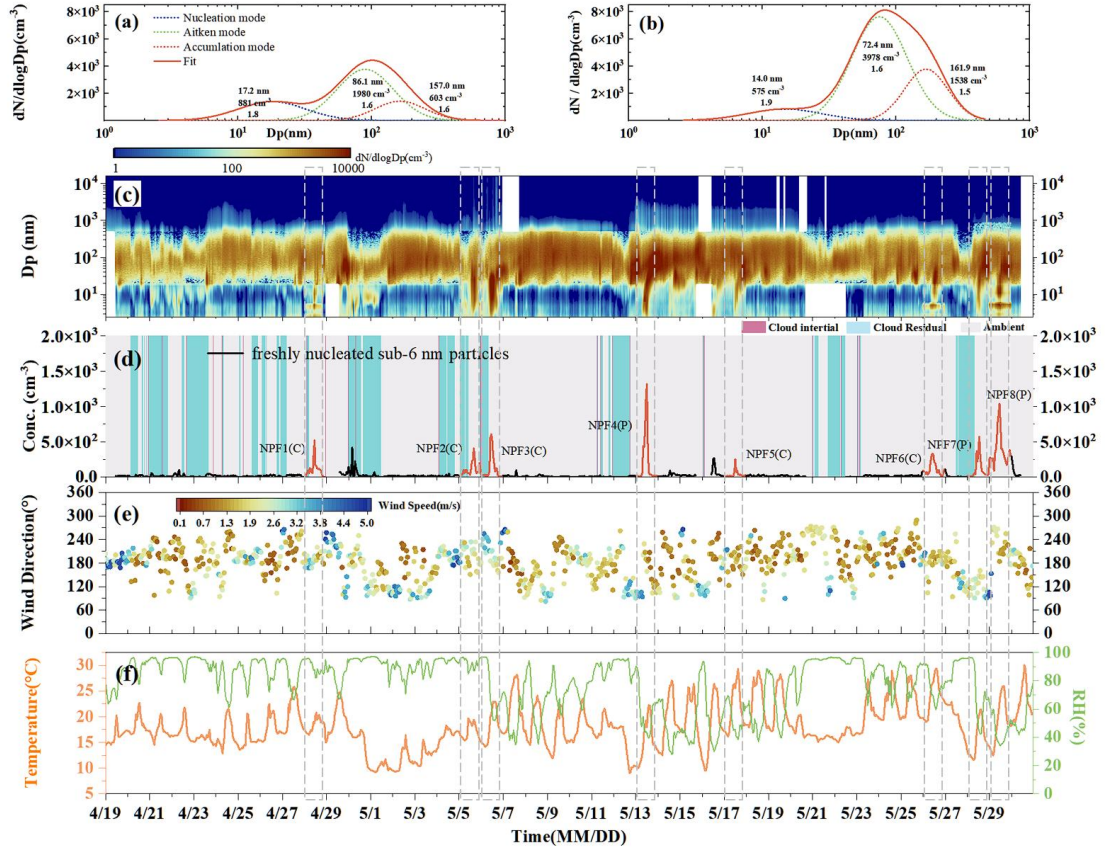 (a)
Nucleation mode
Aitken mode
Accumlation mode
Fit
dN/dlogDp(cm⁻³)
8×10³
6×10³
4×10³
2×10³
17.2 nm
881 cm⁻³
1.8
86.1 nm
1980 cm⁻³
1.6
157.0 nm
603 cm⁻³
1.6
10⁰ 10¹ 10² 10³
Dp(nm)
(b)
dN / dlogDp(cm⁻³)
8×10³
6×10³
4×10³
2×10³
14.0 nm
575 cm⁻³
1.9
72.4 nm
3978 cm⁻³
1.6
161.9 nm
1538 cm⁻³
1.5
10⁰ 10¹ 10² 10³
Dp(nm)
dN/dlogDp(cm⁻³)
1 100 10000
(c)
Dp (nm)
10⁴ 10⁴
10³ 10³
10² 10²
10¹ 10¹
Cloud intertial Cloud Residual Ambient
(d)
freshly nucleated sub-6 nm particles
Conc. (cm⁻³)
2.0×10³ 2.0×10³
1.5×10³ 1.5×10³
1.0×10³ 1.0×10³
5.0×10² 5.0×10²
0.0 0.0
NPF1(C)
NPF2(C)
NPF3(C)
NPF4(P)
NPF5(C)
NPF6(C)
NFF7(P)
NPF8(P)
(e)
Wind Speed(m/s)
0.1 0.7 1.3 1.9 2.6 3.2 3.8 4.4 5.0
Wind Direction(°)
360 360
300 300
240 240
180 180
120 120
60 60
0 0
(f)
Temperature(°C)
30
25
20
15
10
5
RH(%)
100
80
60
40
20
0
4/19 4/21 4/23 4/25 4/27 4/29 5/1 5/3 5/5 5/7 5/9 5/11 5/13 5/15 5/17 5/19 5/21 5/23 5/25 5/27 5/29
Time(MM/DD)